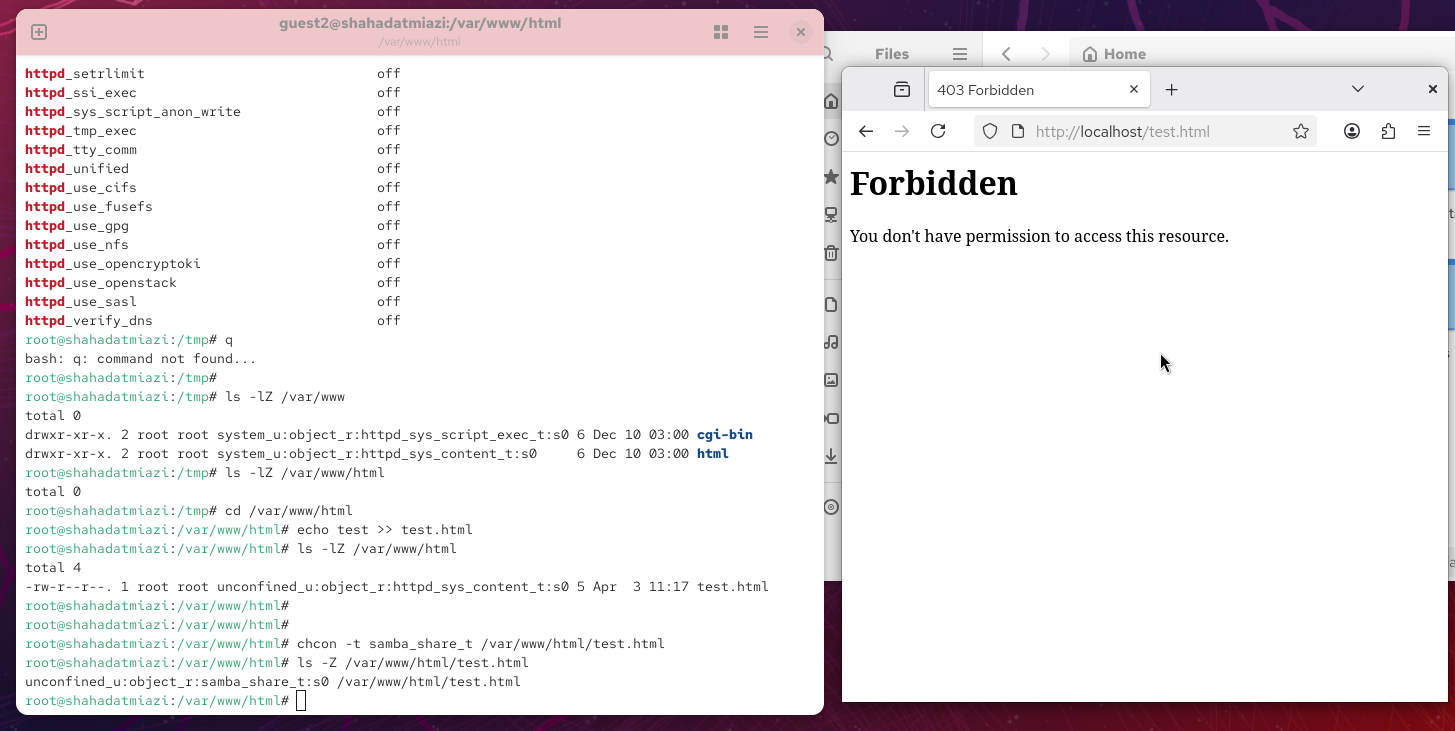 guest2@shahadatmiazi:/var/www/html
/var/www/html
httpd_setrlimit off
httpd_ssi_exec off
httpd_sys_script_anon_write off
httpd_tmp_exec off
httpd_tty_comm off
httpd_unified off
httpd_use_cifs off
httpd_use_fusefs off
httpd_use_gpg off
httpd_use_nfs off
httpd_use_opencryptoki off
httpd_use_openstack off
httpd_use_sasl off
httpd_verify_dns off
root@shahadatmiazi:/tmp# q
bash: q: command not found...
root@shahadatmiazi:/tmp#
root@shahadatmiazi:/tmp# ls -lZ /var/www
total 0
drwxr-xr-x. 2 root root system_u:object_r:httpd_sys_script_exec_t:s0 6 Dec 10 03:00 cgi-bin
drwxr-xr-x. 2 root root system_u:object_r:httpd_sys_content_t:s0 6 Dec 10 03:00 html
root@shahadatmiazi:/tmp# ls -lZ /var/www/html
total 0
root@shahadatmiazi:/tmp# cd /var/www/html
root@shahadatmiazi:/var/www/html# echo test >> test.html
root@shahadatmiazi:/var/www/html# ls -lZ /var/www/html
total 4
-rw-r--r--. 1 root root unconfined_u:object_r:httpd_sys_content_t:s0 5 Apr 3 11:17 test.html
root@shahadatmiazi:/var/www/html#
root@shahadatmiazi:/var/www/html#
root@shahadatmiazi:/var/www/html# chcon -t samba_share_t /var/www/html/test.html
root@shahadatmiazi:/var/www/html# ls -Z /var/www/html/test.html
unconfined_u:object_r:samba_share_t:s0 /var/www/html/test.html
root@shahadatmiazi:/var/www/html#
Files
Home
403 Forbidden
http://localhost/test.html
Forbidden
You don't have permission to access this resource.